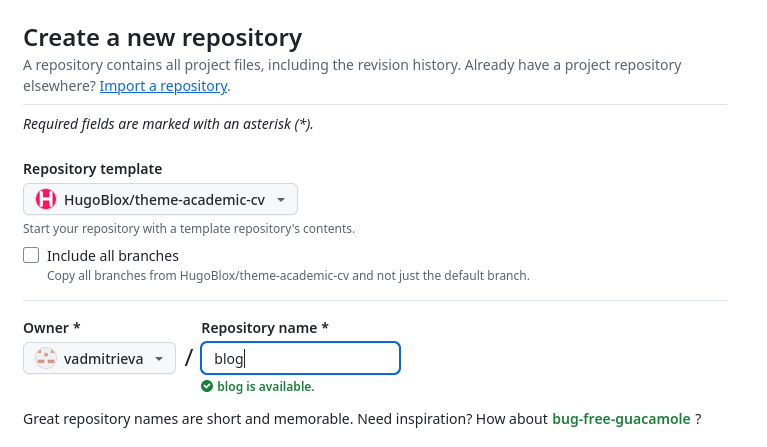 Create a new repository
A repository contains all project files, including the revision history. Already have a project repository
elsewhere? Import a repository.
Required fields are marked with an asterisk (*).
Repository template
HugoBlox/theme-academic-cv
Start your repository with a template repository's contents.
Include all branches
Copy all branches from HugoBlox/theme-academic-cv and not just the default branch.
Owner * Repository name *
vadmitrieva / blog
blog is available.
Great repository names are short and memorable. Need inspiration? How about bug-free-guacamole ?